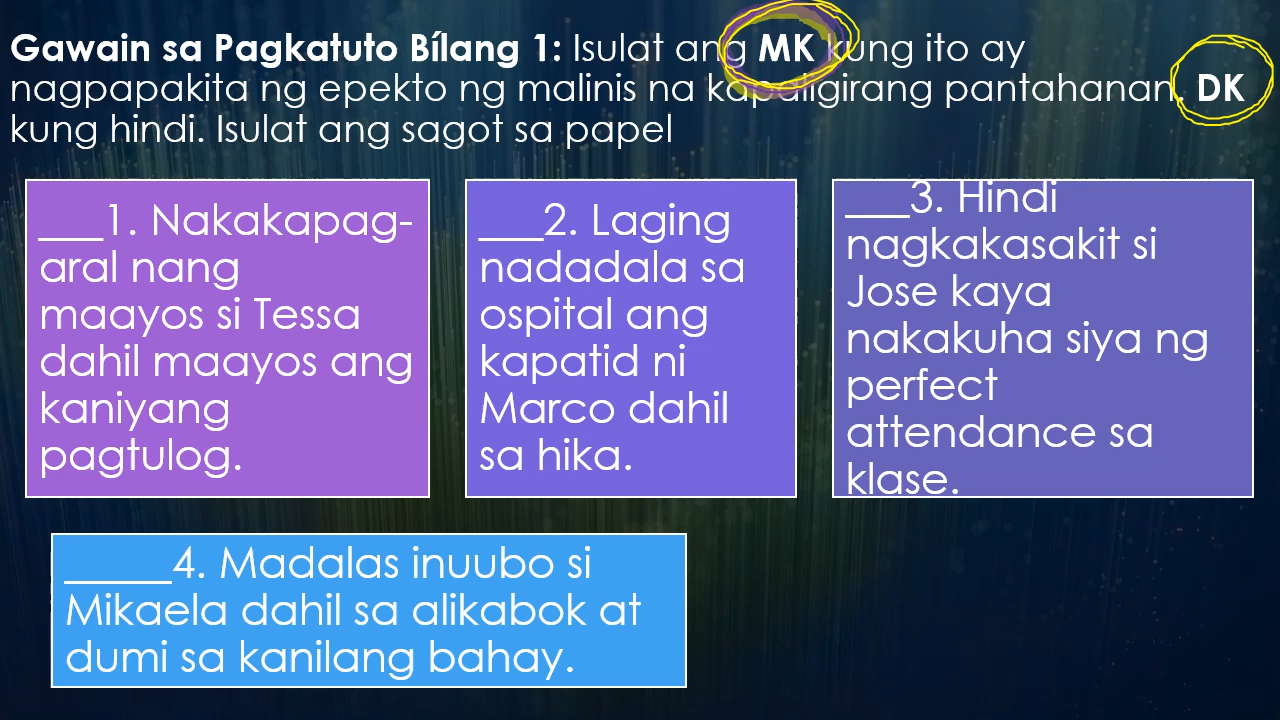 Gawain sa Pagkatuto Bílang 1: Isulat ang MK kung ito ay
nagpapakita ng epekto ng malinis na kapaligirang pantahanan. DK
kung hindi. Isulat ang sagot sa papel
___1. Nakakapag-
aral nang
maayos si Tessa
dahil maayos ang
kaniyang
pagtulog.
___2. Laging
nadadala sa
ospital ang
kapatid ni
Marco dahil
sa hika.
___3. Hindi
nagkakasakit si
Jose kaya
nakakuha siya ng
perfect
attendance sa
klase.
_____4. Madalas inuubo si
Mikaela dahil sa alikabok at
dumi sa kanilang bahay.